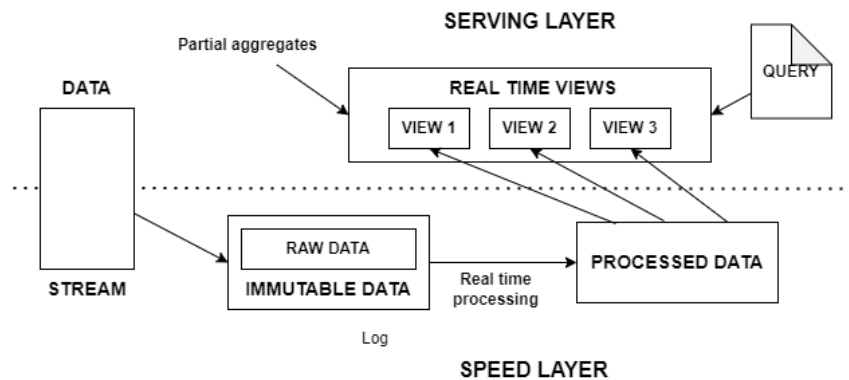 SERVING LAYER
Partial aggregates
QUERY
REAL TIME VIEWS
DATA
VIEW 1
VIEW 2
VIEW 3
RAW DATA
IMMUTABLE DATA
PROCESSED DATA
Real time
processing
STREAM
Log
SPEED LAYER